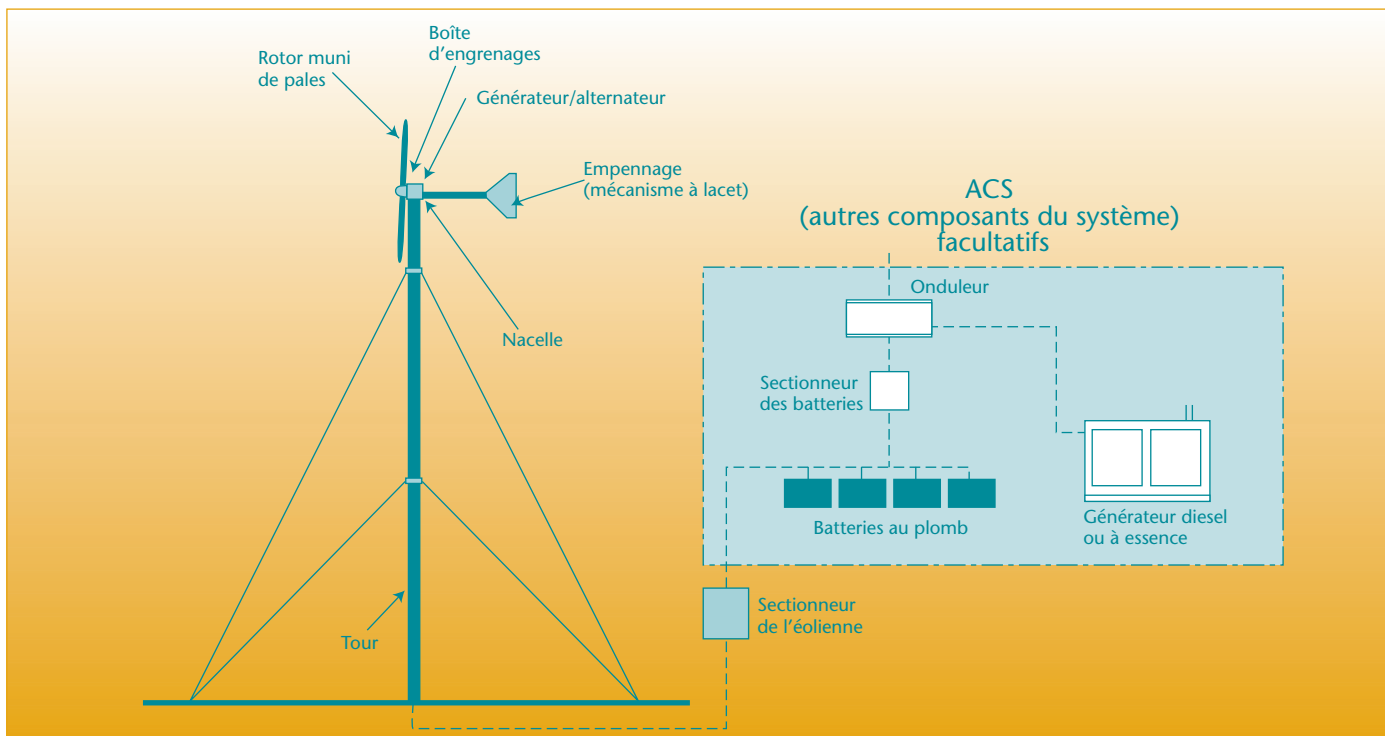 Boîte
d'engrenages
Rotor muni
de pales
Générateur/alternateur
Empennage
(mécanisme à lacet)
Nacelle
Tour
ACS
(autres composants du système)
facultatifs
Onduleur
Sectionneur
des batteries
Batteries au plomb
Générateur diesel
ou à essence
Sectionneur
de l'éolienne